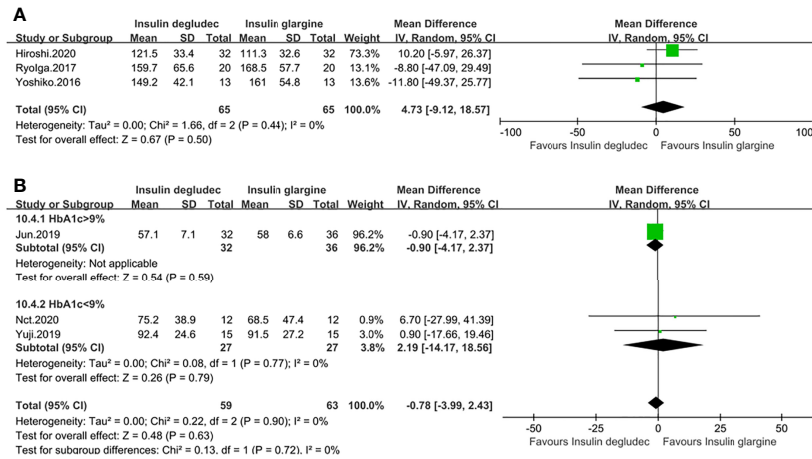 A
Insulin degludec Insulin glargine Mean Difference Mean Difference
Study or Subgroup Mean SD Total Mean SD Total Weight IV, Random, 95% CI IV, Random, 95% CI
Hiroshi.2020 121.5 33.4 32 111.3 32.6 32 73.3% 10.20 [-5.97, 26.37]
RyoIga.2017 159.7 65.6 20 168.5 57.7 20 13.1% -8.80 [-47.09, 29.49]
Yoshiko.2016 149.2 42.1 13 161 54.8 13 13.6% -11.80 [-49.37, 25.77]
Total (95% CI) 65 65 100.0% 4.73 [-9.12, 18.57]
Heterogeneity: Tau² = 0.00; Chi² = 1.66, df = 2 (P = 0.44); I² = 0%
Test for overall effect: Z = 0.67 (P = 0.50)
-100 -50 0 50 100
Favours Insulin degludec Favours Insulin glargine
B
Insulin degludec Insulin glargine Mean Difference Mean Difference
Study or Subgroup Mean SD Total Mean SD Total Weight IV, Random, 95% CI IV, Random, 95% CI
10.4.1 HbA1c>9%
Jun.2019 57.1 7.1 32 58 6.6 36 96.2% -0.90 [-4.17, 2.37]
Subtotal (95% CI) 32 36 96.2% -0.90 [-4.17, 2.37]
Heterogeneity: Not applicable
Test for overall effect: Z = 0.54 (P = 0.59)
10.4.2 HbA1c<9%
Nct.2020 75.2 38.9 12 68.5 47.4 12 0.9% 6.70 [-27.99, 41.39]
Yuji.2019 92.4 24.6 15 91.5 27.2 15 3.0% 0.90 [-17.66, 19.46]
Subtotal (95% CI) 27 27 3.8% 2.19 [-14.17, 18.56]
Heterogeneity: Tau² = 0.00; Chi² = 0.08, df = 1 (P = 0.77); I² = 0%
Test for overall effect: Z = 0.26 (P = 0.79)
Total (95% CI) 59 63 100.0% -0.78 [-3.99, 2.43]
Heterogeneity: Tau² = 0.00; Chi² = 0.22, df = 2 (P = 0.90); I² = 0%
Test for overall effect: Z = 0.48 (P = 0.63)
Test for subgroup differences: Chi² = 0.13, df = 1 (P = 0.72), I² = 0%
-50 -25 0 25 50
Favours Insulin degludec Favours Insulin glargine